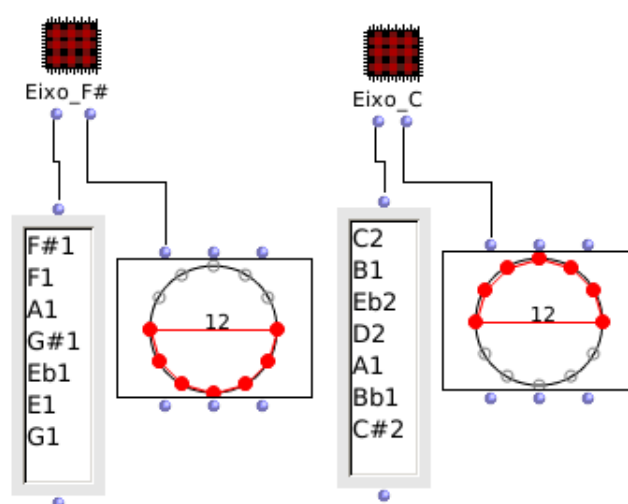 Eixo_F#
F#1
F1
A1
G#1
Eb1
E1
G1
12
Eixo_C
C2
B1
Eb2
D2
A1
Bb1
C#2
12